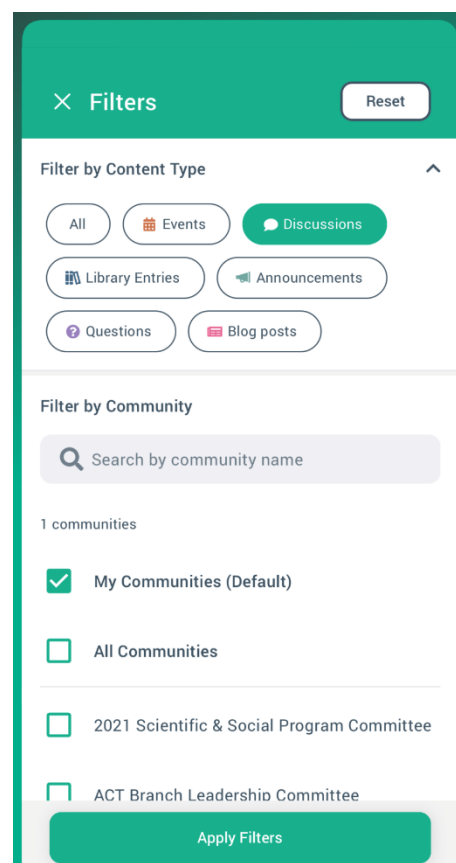 Filters
Reset
Filter by Content Type
All
Events
Discussions
Library Entries
Announcements
Questions
Blog posts
Filter by Community
Search by community name
1 communities
My Communities (Default)
All Communities
2021 Scientific & Social Program Committee
ACT Branch Leadership Committee
Apply Filters